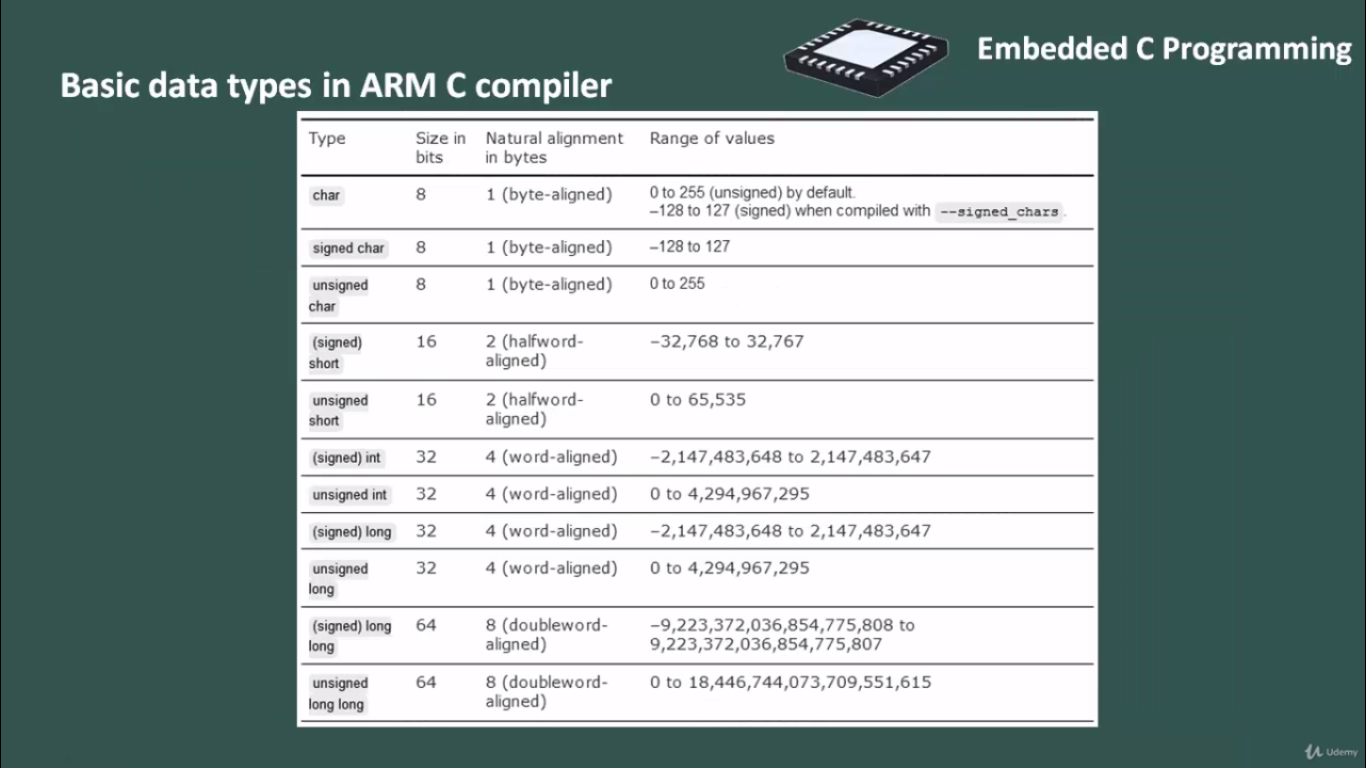 Embedded C Programming
Basic data types in ARM C compiler
Type Size in bits Natural alignment in bytes Range of values
char 8 1 (byte-aligned) 0 to 255 (unsigned) by default.
–128 to 127 (signed) when compiled with --signed_chars.
signed char 8 1 (byte-aligned) –128 to 127
unsigned char 8 1 (byte-aligned) 0 to 255
(signed) short 16 2 (halfword-aligned) –32,768 to 32,767
unsigned short 16 2 (halfword-aligned) 0 to 65,535
(signed) int 32 4 (word-aligned) –2,147,483,648 to 2,147,483,647
unsigned int 32 4 (word-aligned) 0 to 4,294,967,295
(signed) long 32 4 (word-aligned) –2,147,483,648 to 2,147,483,647
unsigned long 32 4 (word-aligned) 0 to 4,294,967,295
(signed) long long 64 8 (doubleword-aligned) –9,223,372,036,854,775,808 to 9,223,372,036,854,775,807
unsigned long long 64 8 (doubleword-aligned) 0 to 18,446,744,073,709,551,615
Udemy